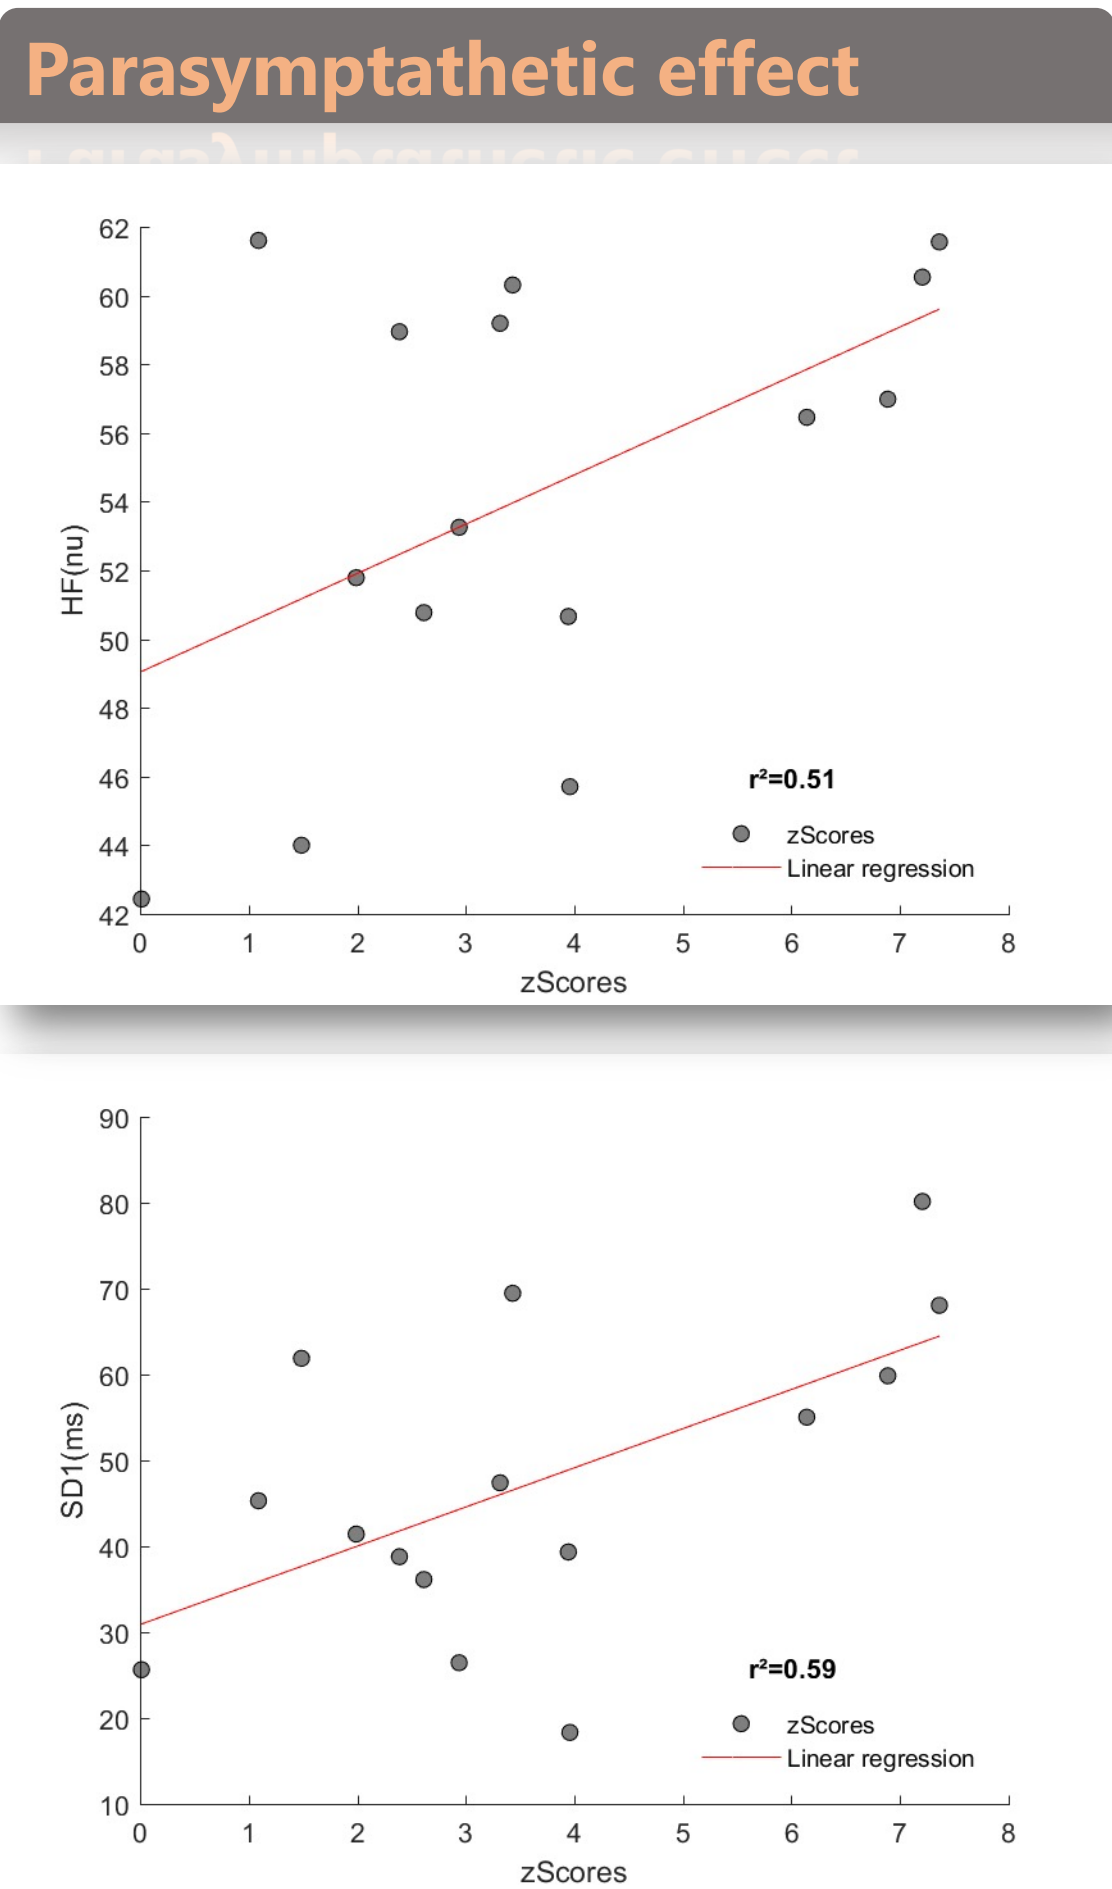 Parasymptathetic effect
62
60
58
56
54
52
50
48
46
44
42
HF(nu)
r²=0.51
zScores
Linear regression
0 1 2 3 4 5 6 7 8
zScores
90
80
70
60
50
40
30
20
10
SD1(ms)
r²=0.59
zScores
Linear regression
0 1 2 3 4 5 6 7 8
zScores